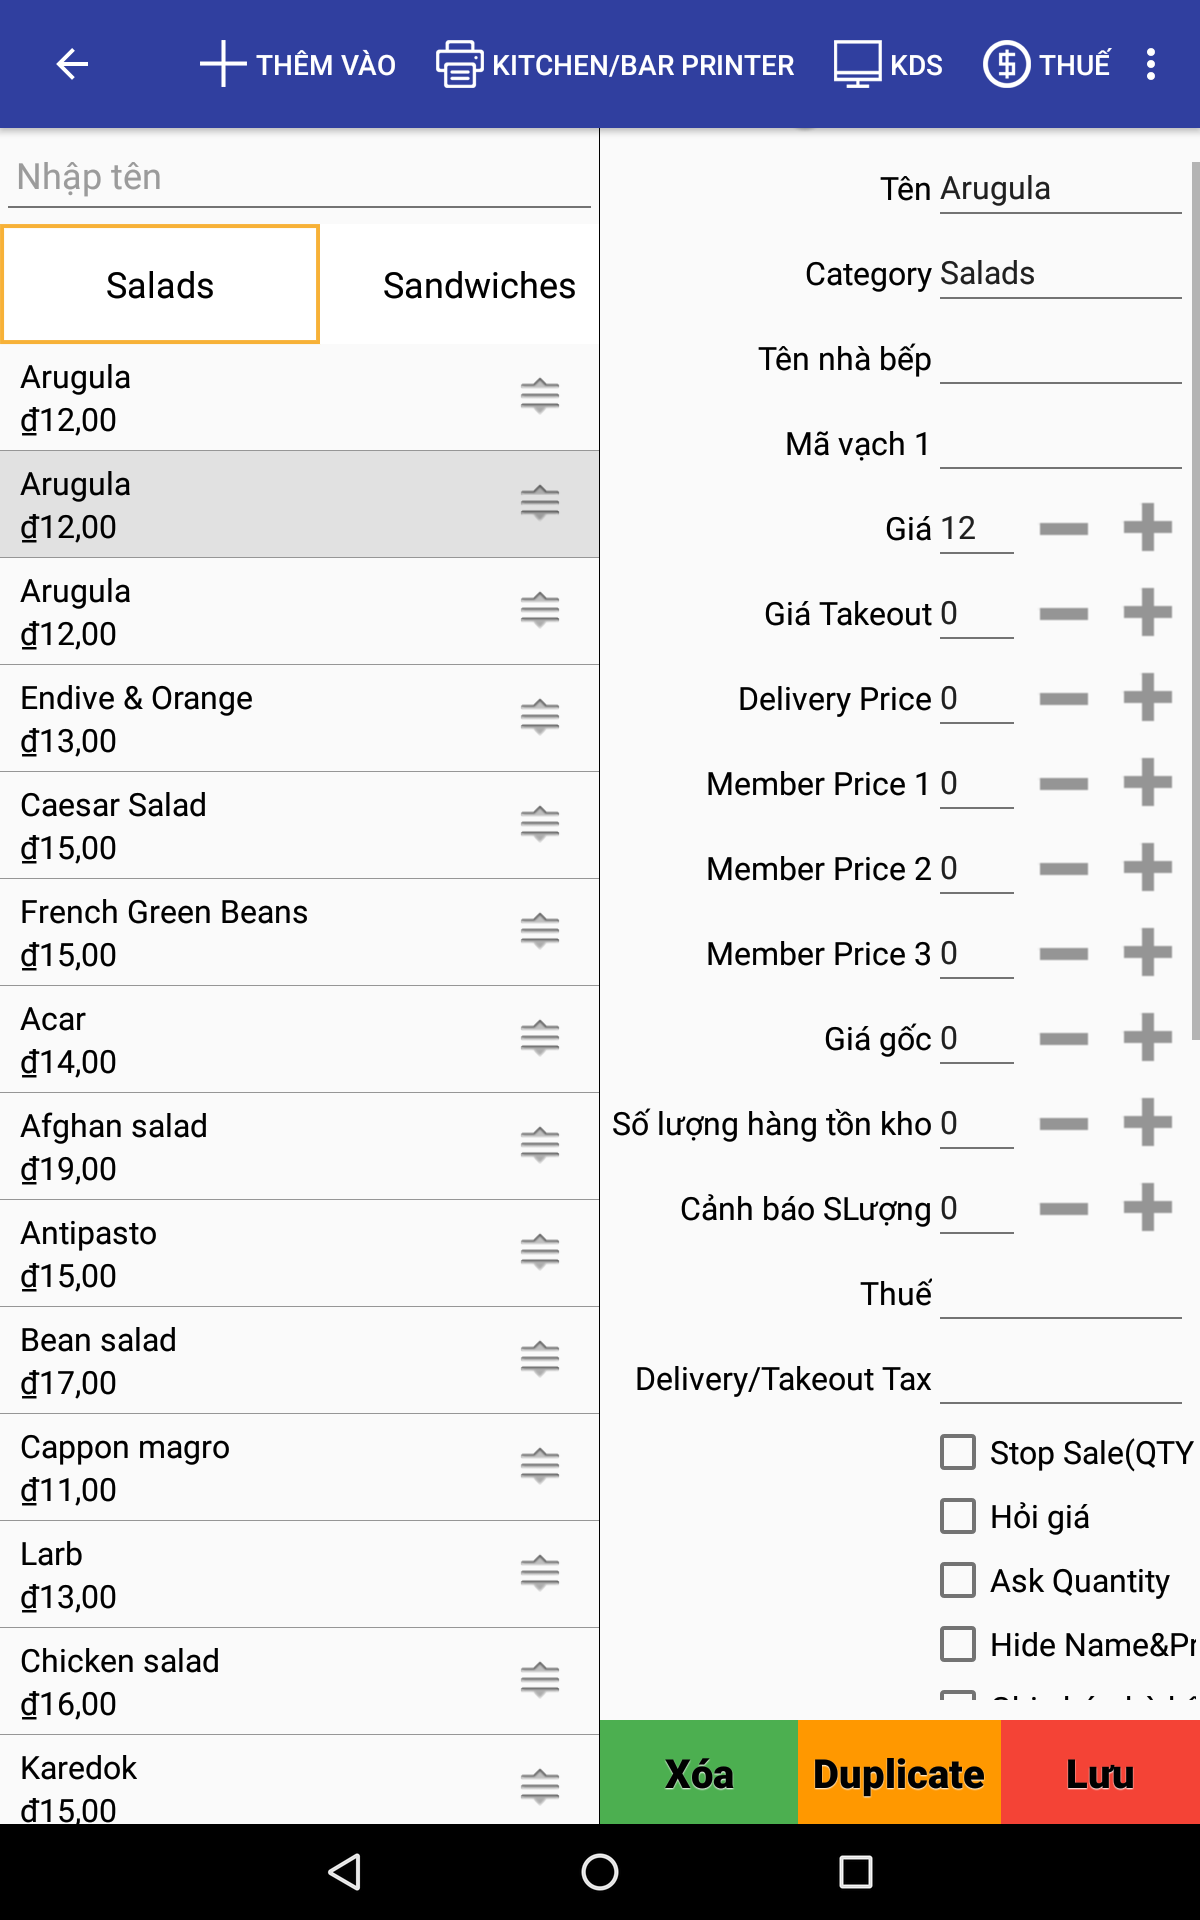 THÊM VÀO
KITCHEN/BAR PRINTER
KDS
THUẾ
Nhập tên
Salads
Sandwiches
Arugula
₫12,00
Arugula
₫12,00
Arugula
₫12,00
Endive & Orange
₫13,00
Caesar Salad
₫15,00
French Green Beans
₫15,00
Acar
₫14,00
Afghan salad
₫19,00
Antipasto
₫15,00
Bean salad
₫17,00
Cappon magro
₫11,00
Larb
₫13,00
Chicken salad
₫16,00
Karedok
₫15,00
Tên Arugula
Category Salads
Tên nhà bếp
Mã vạch 1
Giá 12
Giá Takeout 0
Delivery Price 0
Member Price 1 0
Member Price 2 0
Member Price 3 0
Giá gốc 0
Số lượng hàng tồn kho 0
Cảnh báo SLượng 0
Thuế
Delivery/Takeout Tax
Stop Sale(QTY
Hỏi giá
Ask Quantity
Hide Name&Pr
Xóa
Duplicate
Lưu